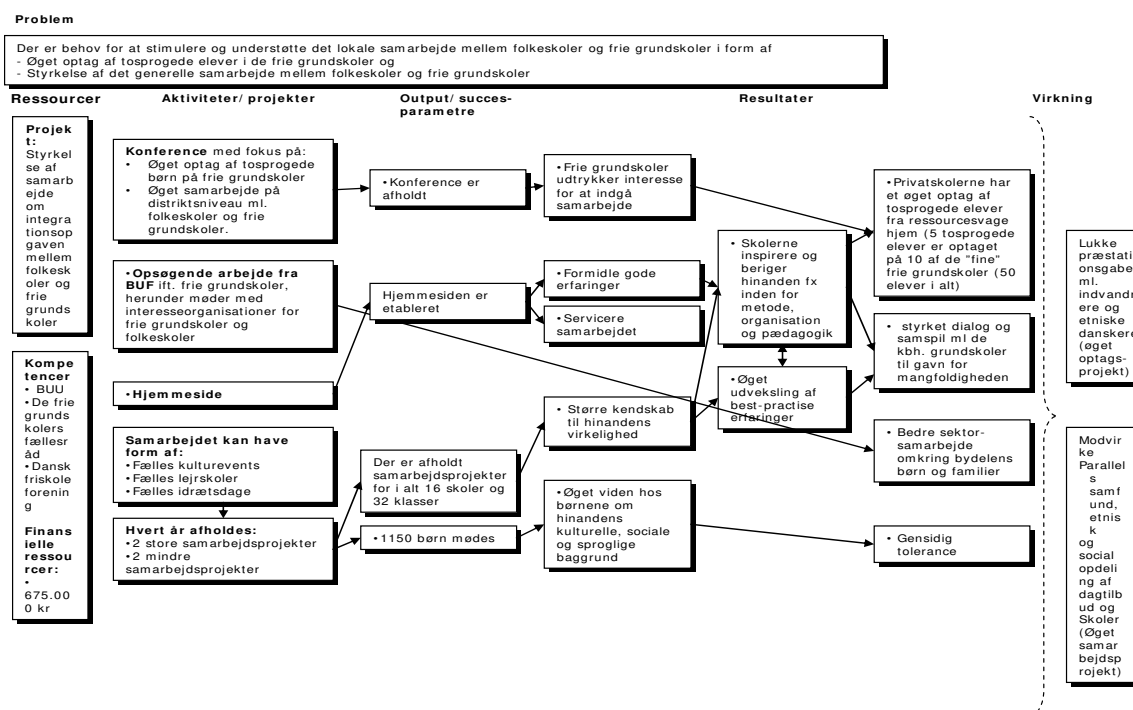 Problem
Der er behov for at stimulere og understøtte det lokale samarbejde mellem folkeskoler og frie grundskoler i form af
- Øget optag af tosprogede elever i de frie grundskoler og
- Styrkelse af det generelle samarbejde mellem folkeskoler og frie grundskoler
Ressourcer
Aktiviteter/ projekter
Output/ succes-
parametre
Resultater
Virkning
Projek
t:
Styrkel
se af
samarb
ejde
om
integra
tionsop
gaven
mellem
folkesk
oler og
frie
grunds
koler
Kompe
tencer
• BUU
• De frie
grunds
kolers
fællesr
åd
• Dansk
friskole
forenin
g
Finans
ielle
ressou
rcer:
•
675.00
0 kr
Konference med fokus på:
• Øget optag af tosprogede
børn på frie grundskoler
• Øget samarbejde på
distriktsniveau ml.
folkeskoler og frie
grundskoler.
• Opsøgende arbejde fra
BUF ift. frie grundskoler,
herunder møder med
interesseorganisationer for
frie grundskoler og
folkeskoler
• Hjemmeside
Samarbejdet kan have
form af:
• Fælles kulturevents
• Fælles lejrskoler
• Fælles idrætsdage
Hvert år afholdes:
• 2 store samarbejdsprojekter
• 2 mindre
samarbejdsprojekter
• Konference er
afholdt
Hjemmesiden er
etableret
Der er afholdt
samarbejdsprojekter
for i alt 16 skoler og
32 klasser
• 1150 børn mødes
• Frie grundskoler
udtrykker interesse
for at indgå
samarbejde
• Formidle gode
erfaringer
• Servicere
samarbejdet
• Større kendskab
til hinandens
virkelighed
• Øget viden hos
børnene om
hinandens
kulturelle, sociale
og sproglige
baggrund
• Skolerne
inspirere og
beriger
hinanden fx
inden for
metode,
organisation
og pædagogik
• Øget
udveksling af
best-practise
erfaringer
• Privatskolerne har
et øget optag af
tosprogede elever
fra ressourcesvage
hjem (5 tosprogede
elever er optaget
på 10 af de "fine"
frie grundskoler (50
elever i alt)
• styrket dialog og
samspil ml de
kbh. grundskoler
til gavn for
mangfoldigheden
• Bedre sektor-
samarbejde
omkring bydelens
børn og familier
• Gensidig
tolerance
Lukke
præstati
onsgabe
ml.
indvandr
ere og
etniske
danskere
(øget
optags-
projekt)
Modvir
ke
Parallel
s
samf
und,
etnis
k
og
social
opdeli
ng af
dagtilb
ud og
Skoler
(Øget
samar
bejdsp
rojekt)